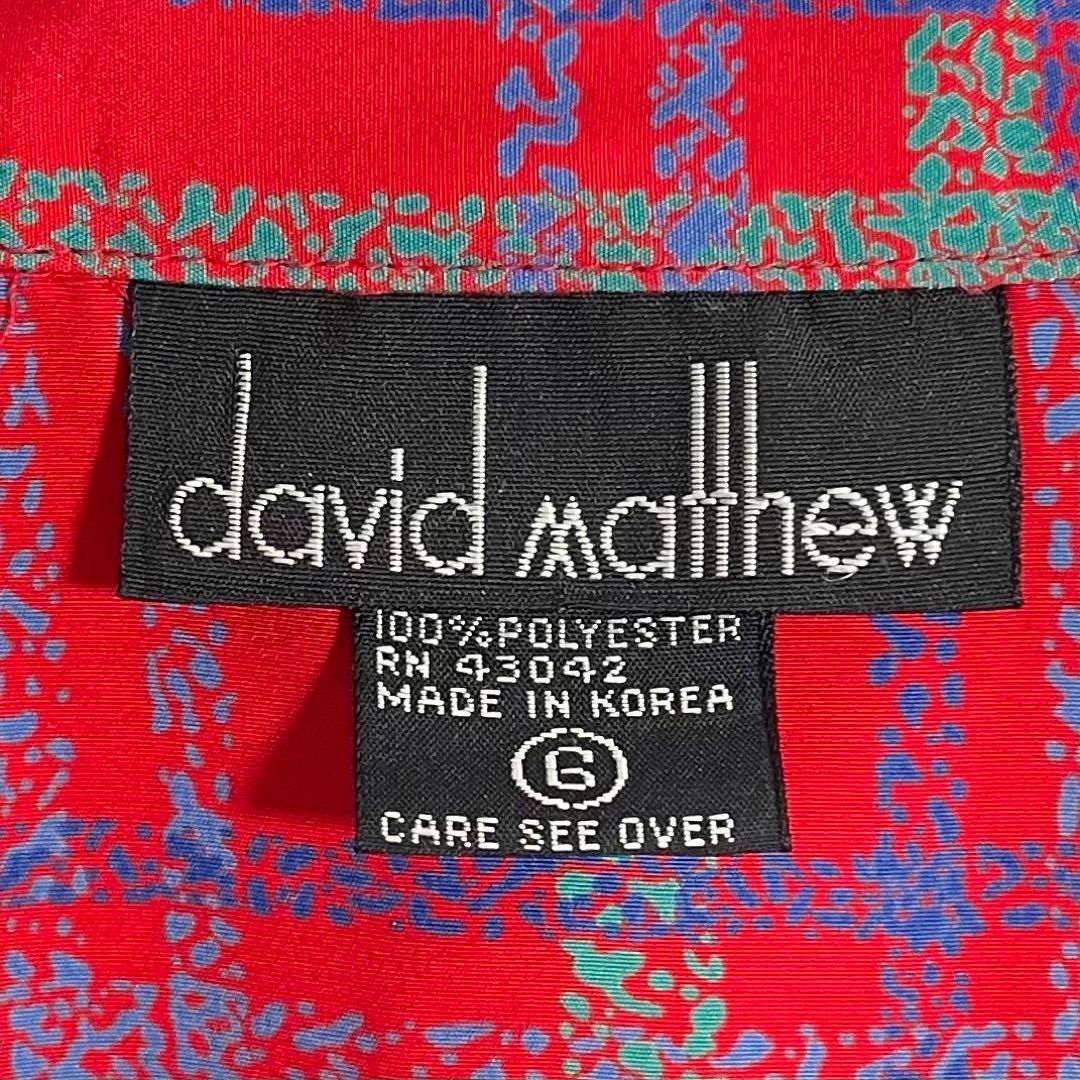 david matthew
100% POLYESTER
RN 43042
MADE IN KOREA
6
CARE SEE OVER